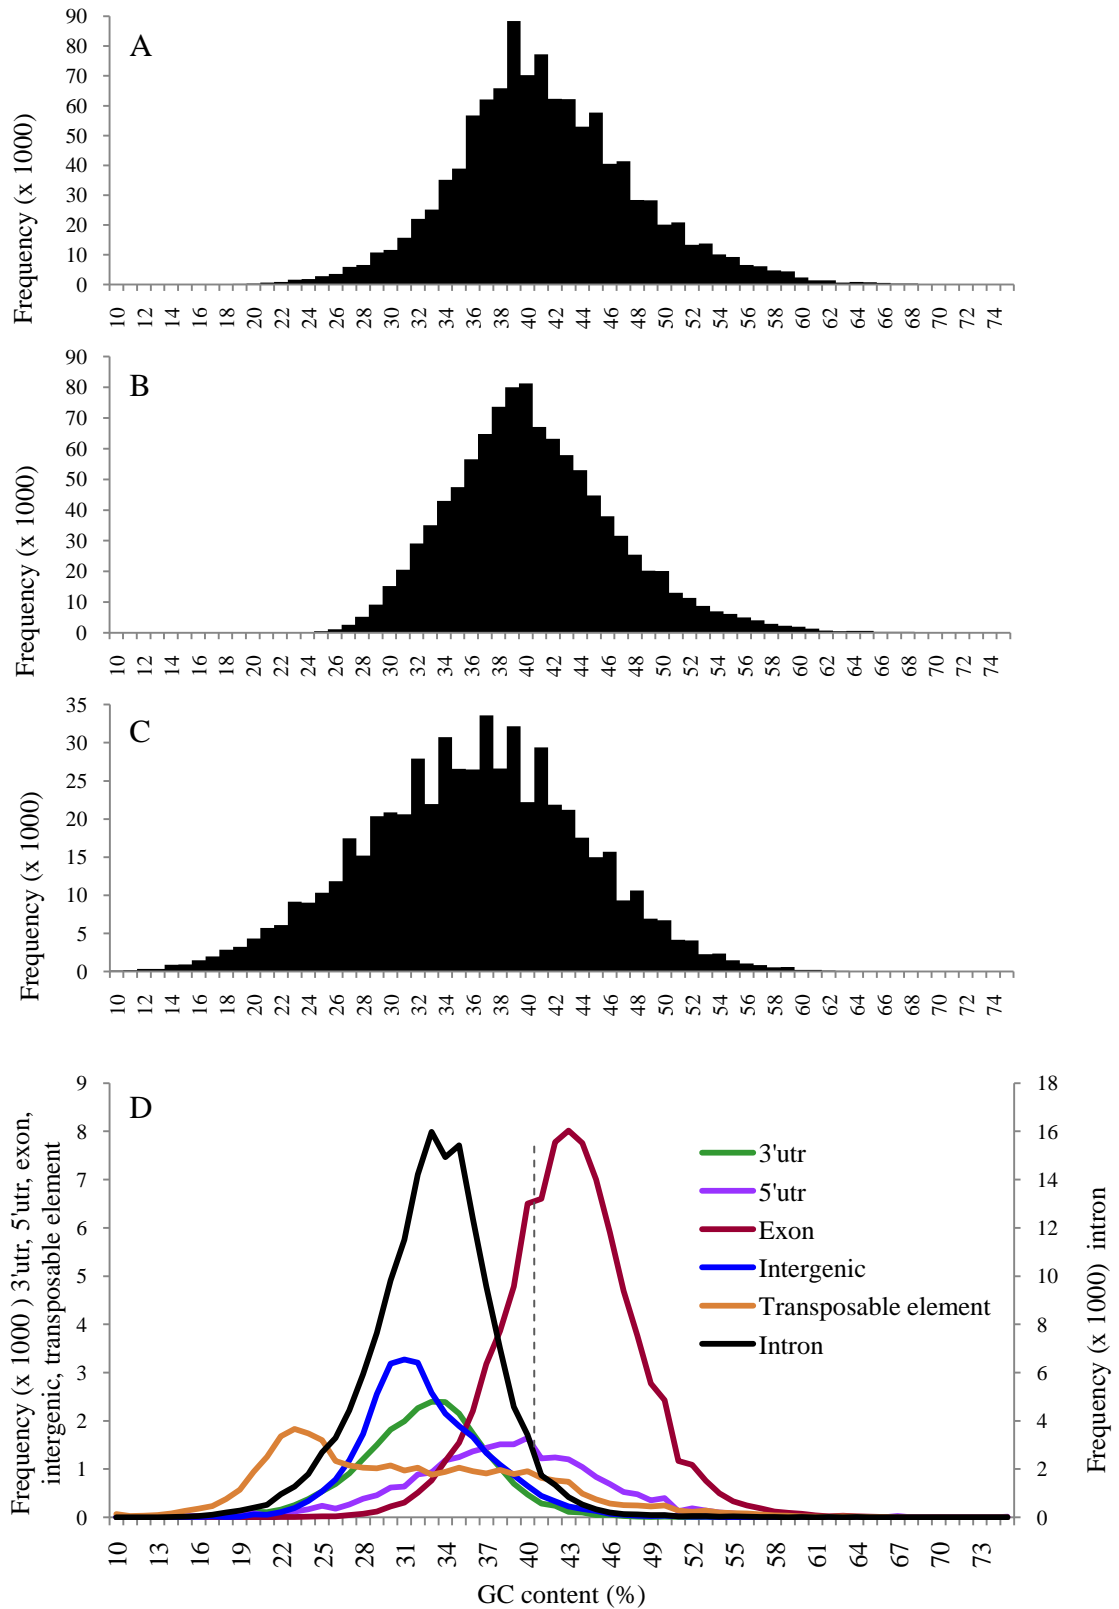 A
Frequency (x 1000)
90
80
70
60
50
40
30
20
10
0
10 12 14 16 18 20 22 24 26 28 30 32 34 36 38 40 42 44 46 48 50 52 54 56 58 60 62 64 66 68 70 72 74
B
Frequency (x 1000)
90
80
70
60
50
40
30
20
10
0
10 12 14 16 18 20 22 24 26 28 30 32 34 36 38 40 42 44 46 48 50 52 54 56 58 60 62 64 66 68 70 72 74
C
Frequency (x 1000)
35
30
25
20
15
10
5
0
10 12 14 16 18 20 22 24 26 28 30 32 34 36 38 40 42 44 46 48 50 52 54 56 58 60 62 64 66 68 70 72 74
D
Frequency (x 1000 ) 3'utr, 5'utr, exon,
intergenic, transposable element
9
8
7
6
5
4
3
2
1
0
3'utr
5'utr
Exon
Intergenic
Transposable element
Intron
18
16
14
12
10
8
6
4
2
0
Frequency (x 1000)  intron
10 13 16 19 22 25 28 31 34 37 40 43 46 49 52 55 58 61 64 67 70 73
GC content (%)